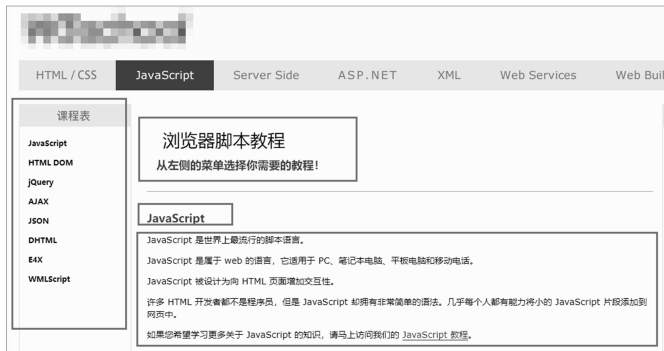 HTML / CSS JavaScript Server Side ASP.NET XML Web Services Web Buil
课程表
JavaScript
HTML DOM
jQuery
AJAX
JSON
DHTML
E4X
WMLScript
浏览器脚本教程
从左侧的菜单选择你需要的教程！
JavaScript
JavaScript 是世界上最流行的脚本语言。
JavaScript 是属于 web 的语言，它适用于 PC、笔记本电脑、平板电脑和移动电话。
JavaScript 被设计为向 HTML 页面增加交互性。
许多 HTML 开发者都不是程序员，但是 JavaScript 却拥有非常简单的语法。几乎每个人都有能力将小的 JavaScript 片段添加到
网页中。
如果您希望学习更多关于 JavaScript 的知识，请马上访问我们的 JavaScript 教程。